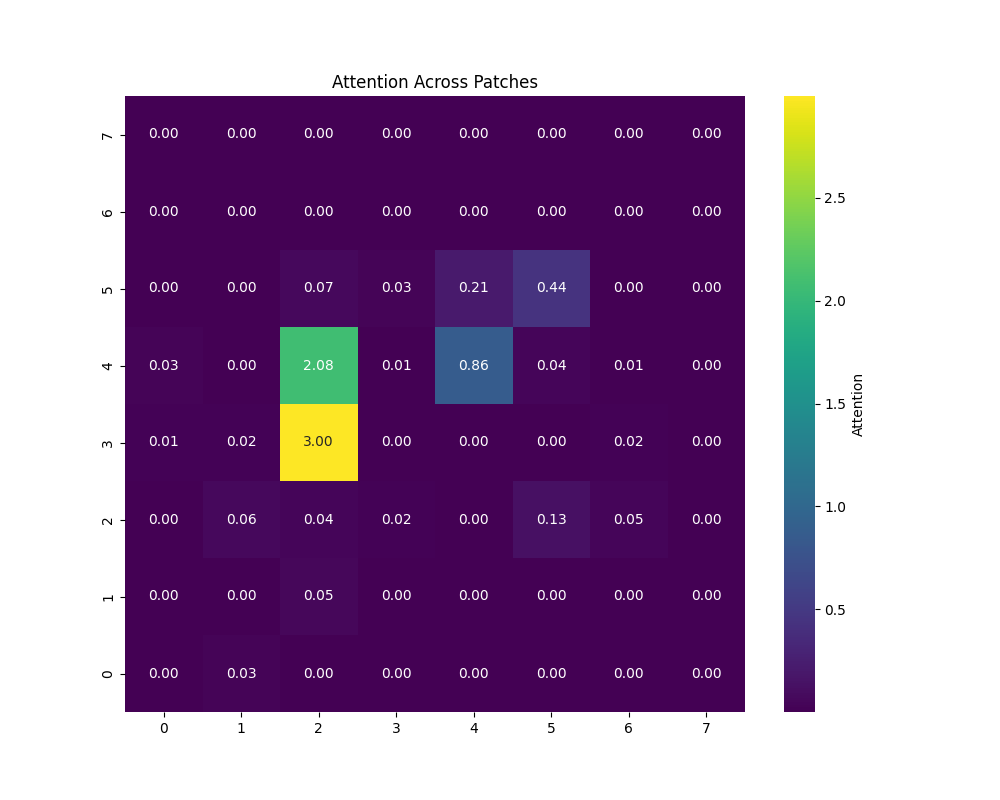 Attention Across Patches
7 0.00 0.00 0.00 0.00 0.00 0.00 0.00 0.00
6 0.00 0.00 0.00 0.00 0.00 0.00 0.00 0.00
5 0.00 0.00 0.07 0.03 0.21 0.44 0.00 0.00
4 0.03 0.00 2.08 0.01 0.86 0.04 0.01 0.00
3 0.01 0.02 3.00 0.00 0.00 0.00 0.02 0.00
2 0.00 0.06 0.04 0.02 0.00 0.13 0.05 0.00
1 0.00 0.00 0.05 0.00 0.00 0.00 0.00 0.00
0 0.00 0.03 0.00 0.00 0.00 0.00 0.00 0.00
0 1 2 3 4 5 6 7
2.5
2.0
1.5
1.0
0.5
Attention